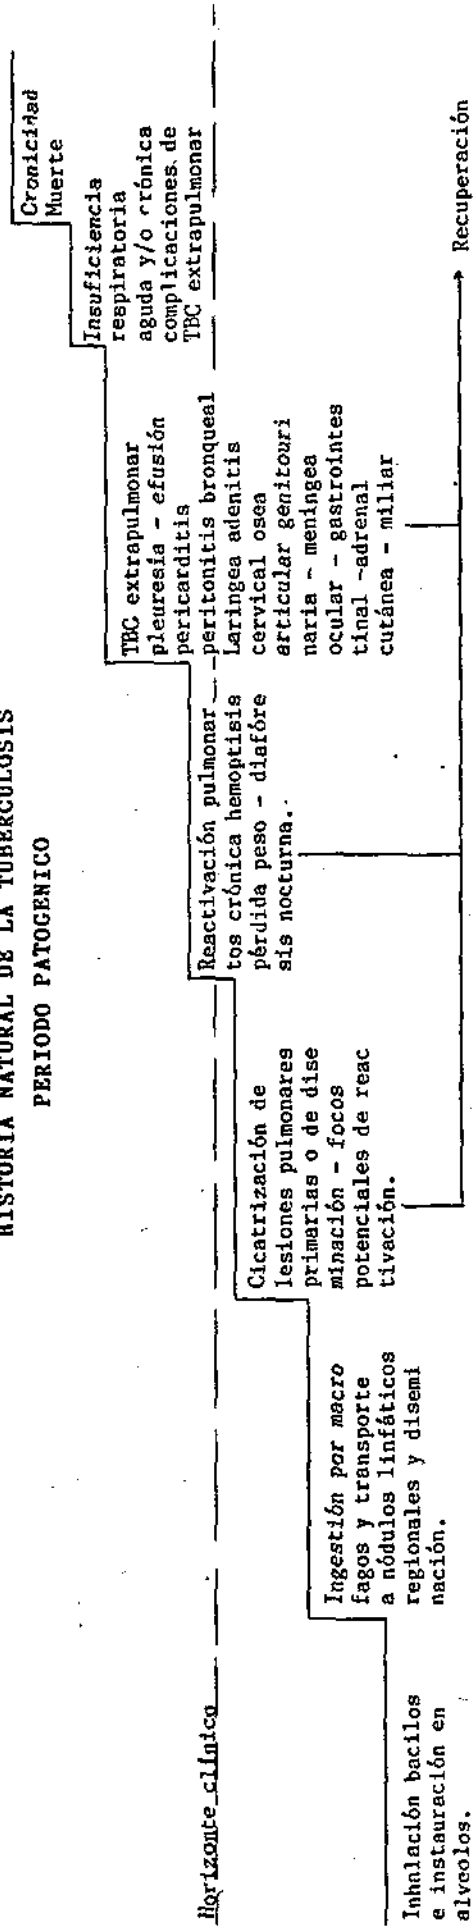 HISTORIA NATURAL DE LA TUBERCULOSIS
PERIODO PATOGENICO
Horizonte clínico
Inhalación bacilos
e instauración en
alveolos.
Ingestión por macro
fagos y transporte
a nódulos linfáticos
regionales y disemi
nación.
Cicatrización de
lesiones pulmonares
primarias o de dise
minación - focos
potenciales de reac
tivación.
Reactivación pulmonar
tos crónica hemoptisis
pérdida peso - diafóre
sis nocturna.
TBC extrapulmonar
pleuresía - efusión
pericarditis
peritonitis bronqueal
Laringea adenitis
cervical osea
articular genitouri
naria - meningea
ocular - gastrointes
tinal -adrenal
cutánea - miliar
Insuficiencia
respiratoria
aguda y/o crónica
complicaciones de
TBC extrapulmonar
Cronicidad
Muerte
Recuperación